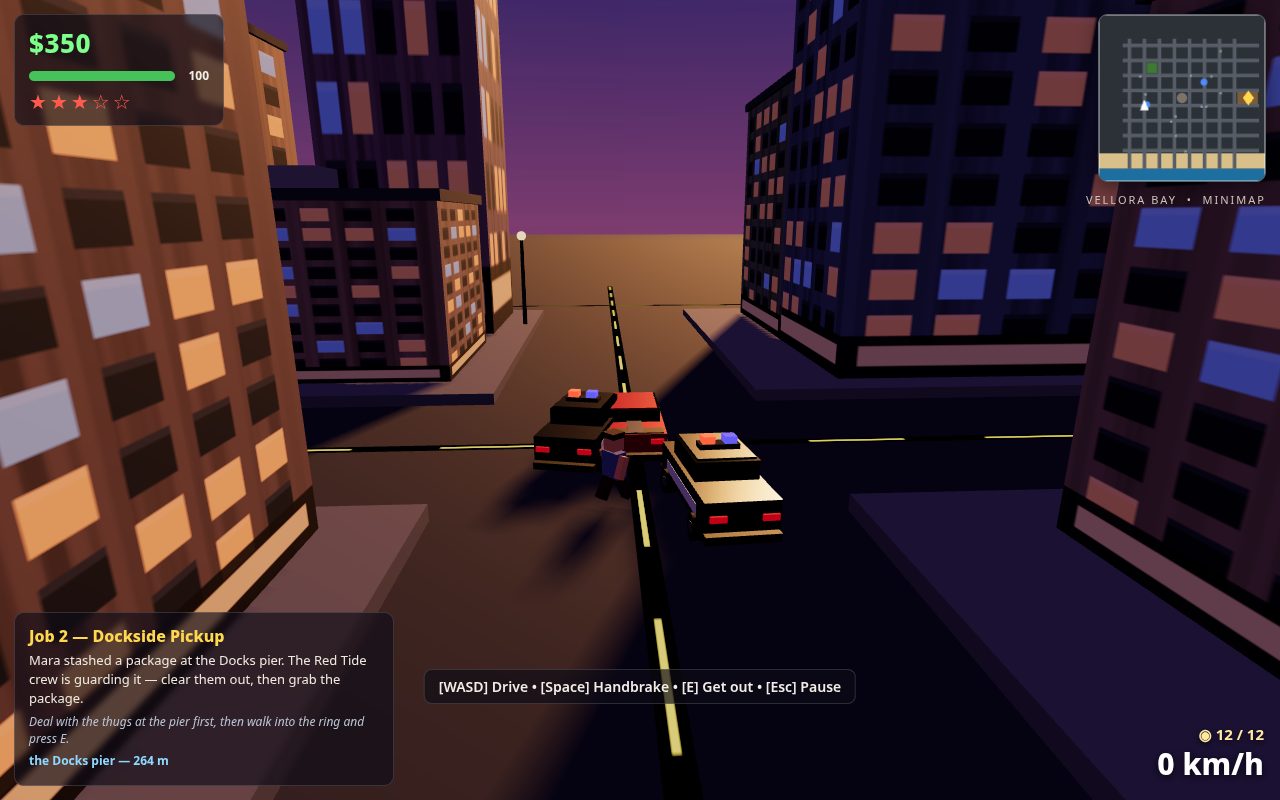 $350
100
★★★☆☆
VELLORA BAY • MINIMAP
Job 2 — Dockside Pickup
Mara stashed a package at the Docks pier. The Red Tide
crew is guarding it — clear them out, then grab the
package.
Deal with the thugs at the pier first, then walk into the ring and
press E.
the Docks pier — 264 m
[WASD] Drive • [Space] Handbrake • [E] Get out • [Esc] Pause
◉ 12 / 12
0 km/h